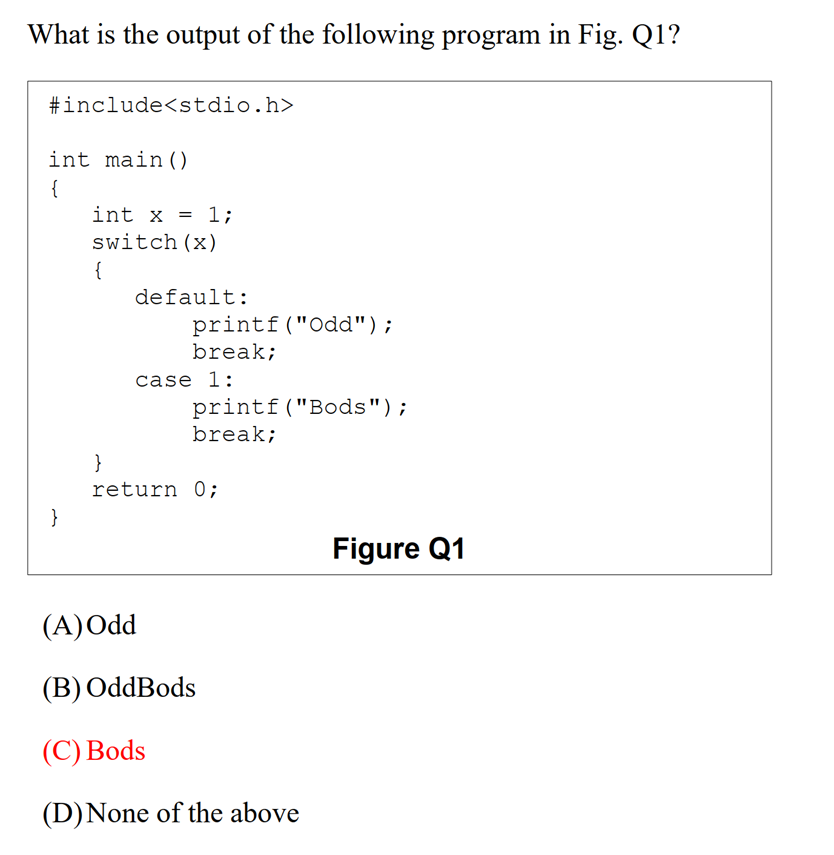 What is the output of the following program in Fig. Q1?
#include<stdio.h>
int main()
{
int x = 1;
switch(x)
{
default:
printf("Odd");
break;
case 1:
printf("Bods");
break;
}
return 0;
}
Figure Q1
(A) Odd
(B) OddBods
(C) Bods
(D) None of the above